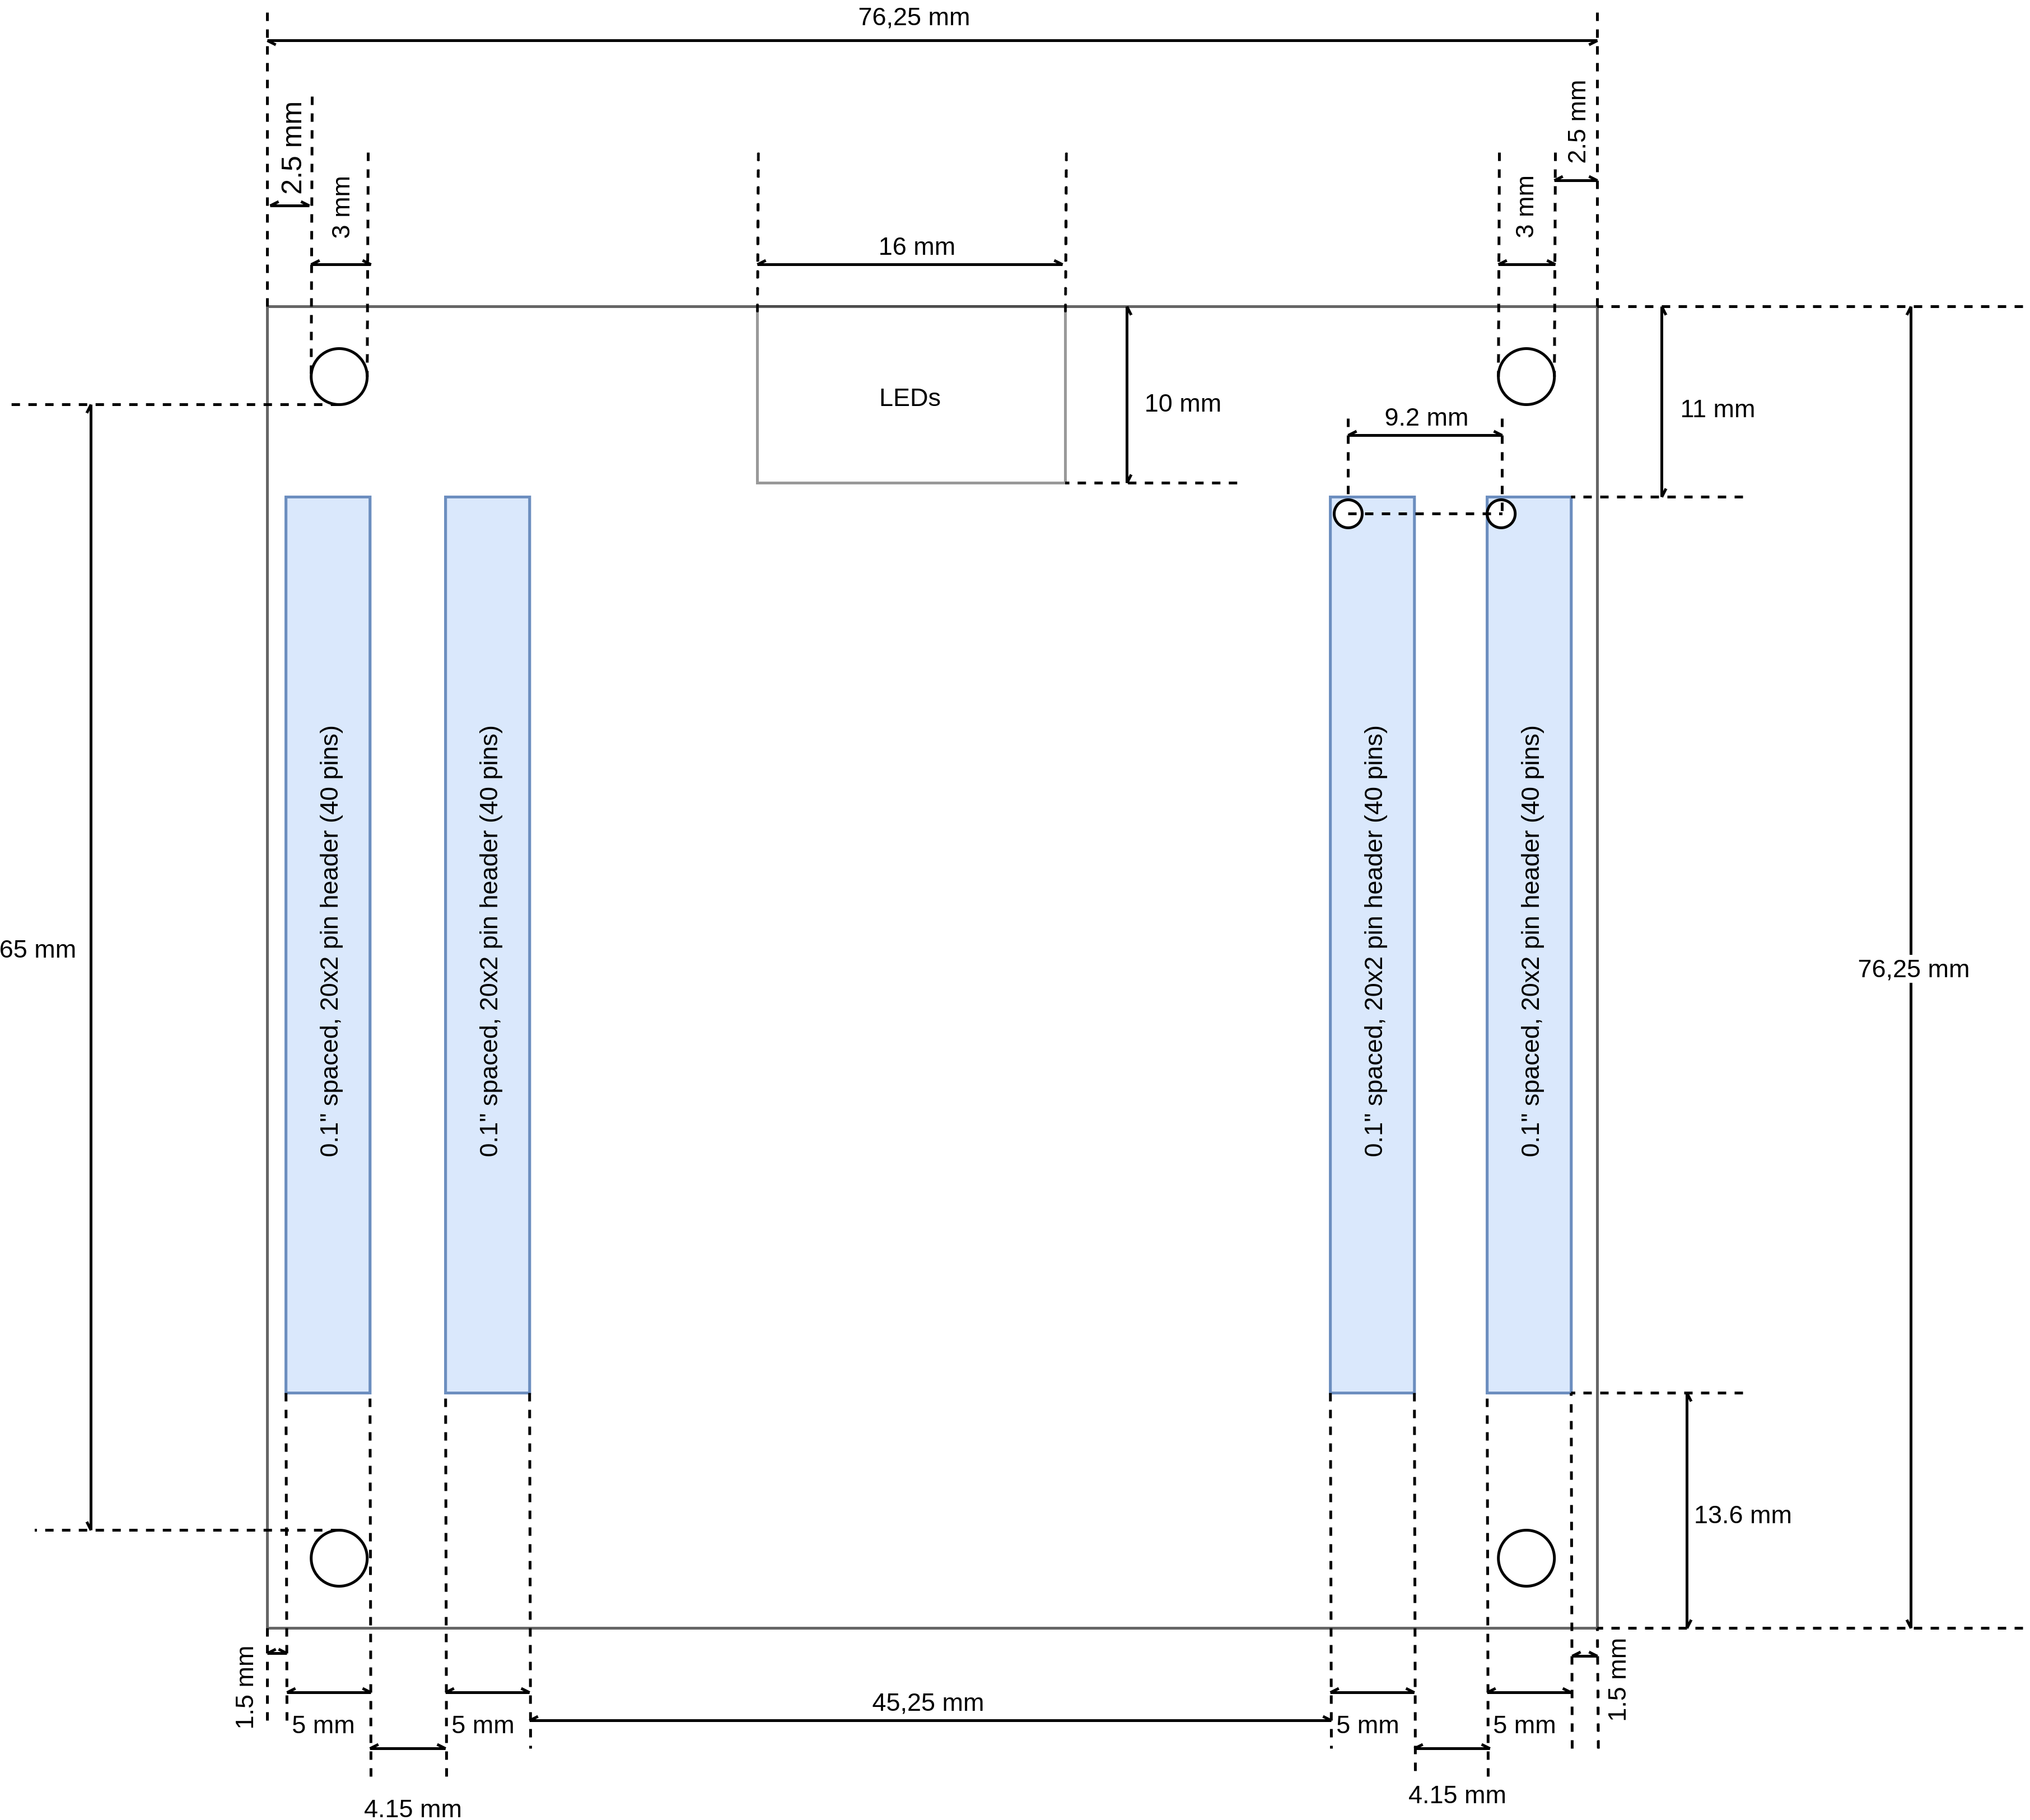 76,25 mm
2.5 mm
2.5 mm
3 mm
3 mm
16 mm
LEDs
10 mm
9.2 mm
11 mm
0.1" spaced, 20x2 pin header (40 pins)
0.1" spaced, 20x2 pin header (40 pins)
0.1" spaced, 20x2 pin header (40 pins)
0.1" spaced, 20x2 pin header (40 pins)
65 mm
76,25 mm
13.6 mm
1.5 mm
5 mm
5 mm
45,25 mm
5 mm
5 mm
1.5 mm
4.15 mm
4.15 mm